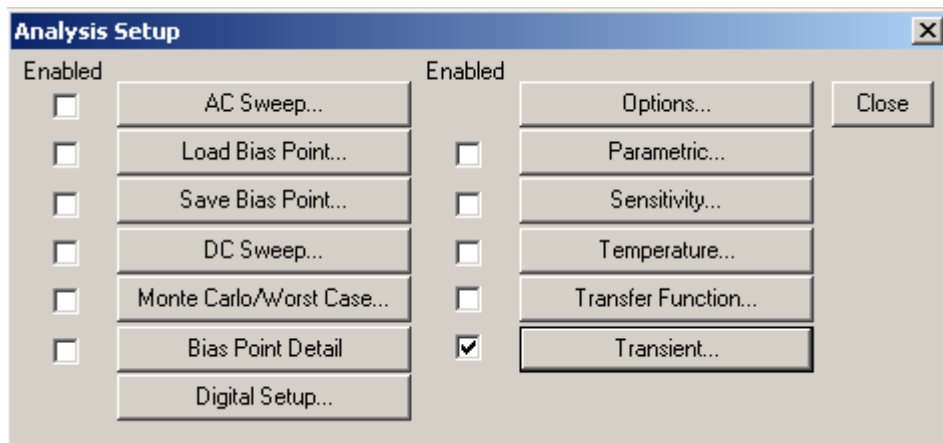 Analysis Setup
Enabled
AC Sweep...
Load Bias Point...
Save Bias Point...
DC Sweep...
Monte Carlo/Worst Case...
Bias Point Detail
Digital Setup...
Enabled
Options...
Parametric...
Sensitivity...
Temperature...
Transfer Function...
Transient...
Close